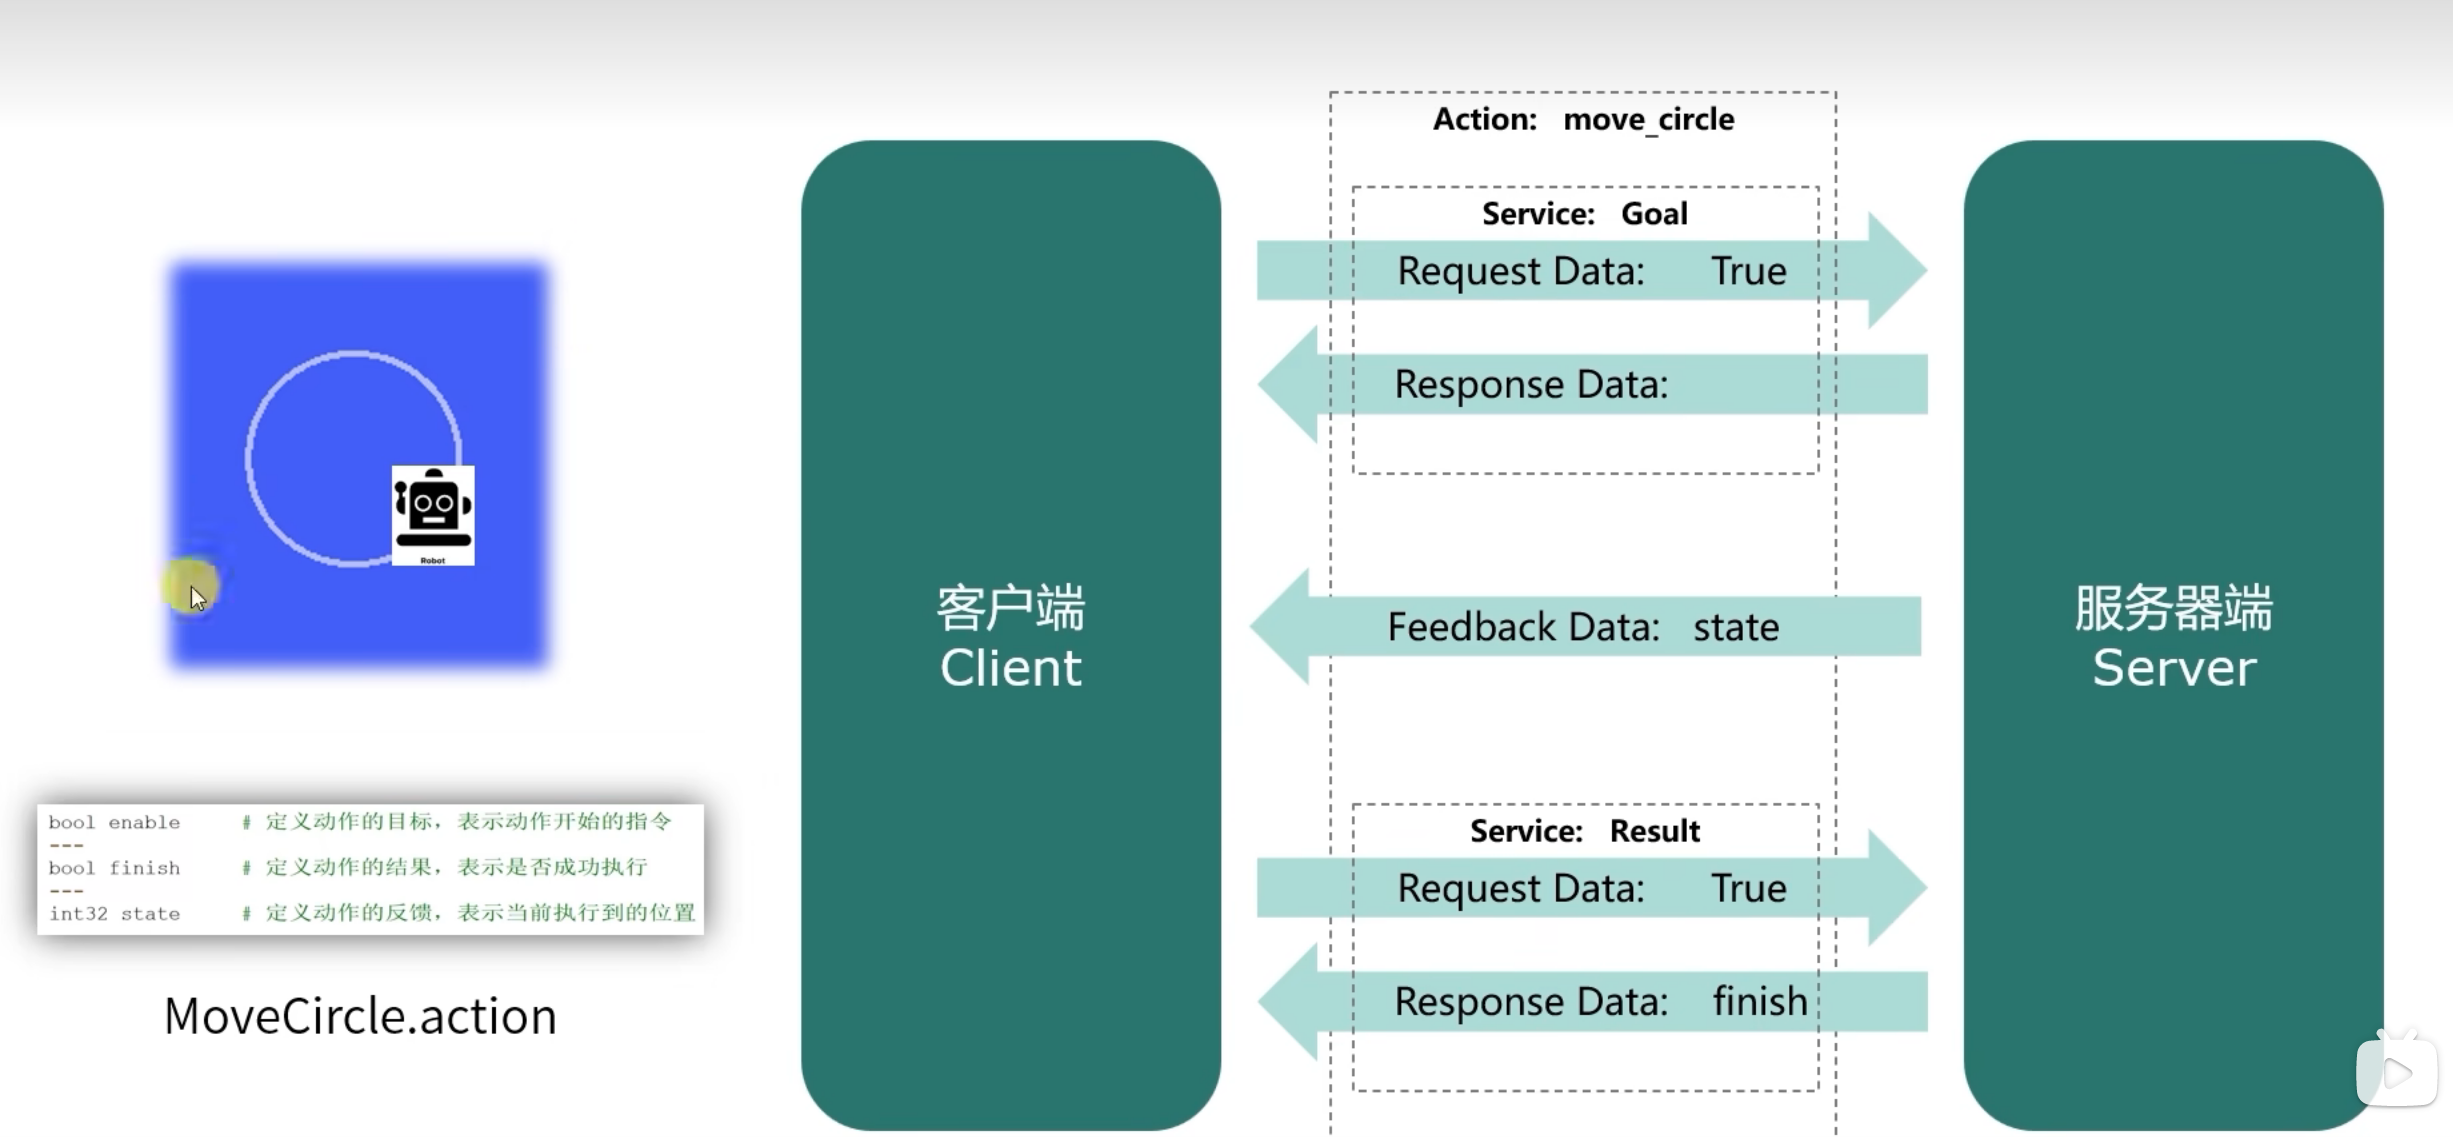 Robot
bool enable # 定义动作的目标，表示动作开始的指令
---
bool finish # 定义动作的结果，表示是否成功执行
---
int32 state # 定义动作的反馈，表示当前执行到的位置
MoveCircle.action
客户端
Client
Action: move_circle
Service: Goal
Request Data: True
Response Data:
Feedback Data: state
Service: Result
Request Data: True
Response Data: finish
服务器端
Server